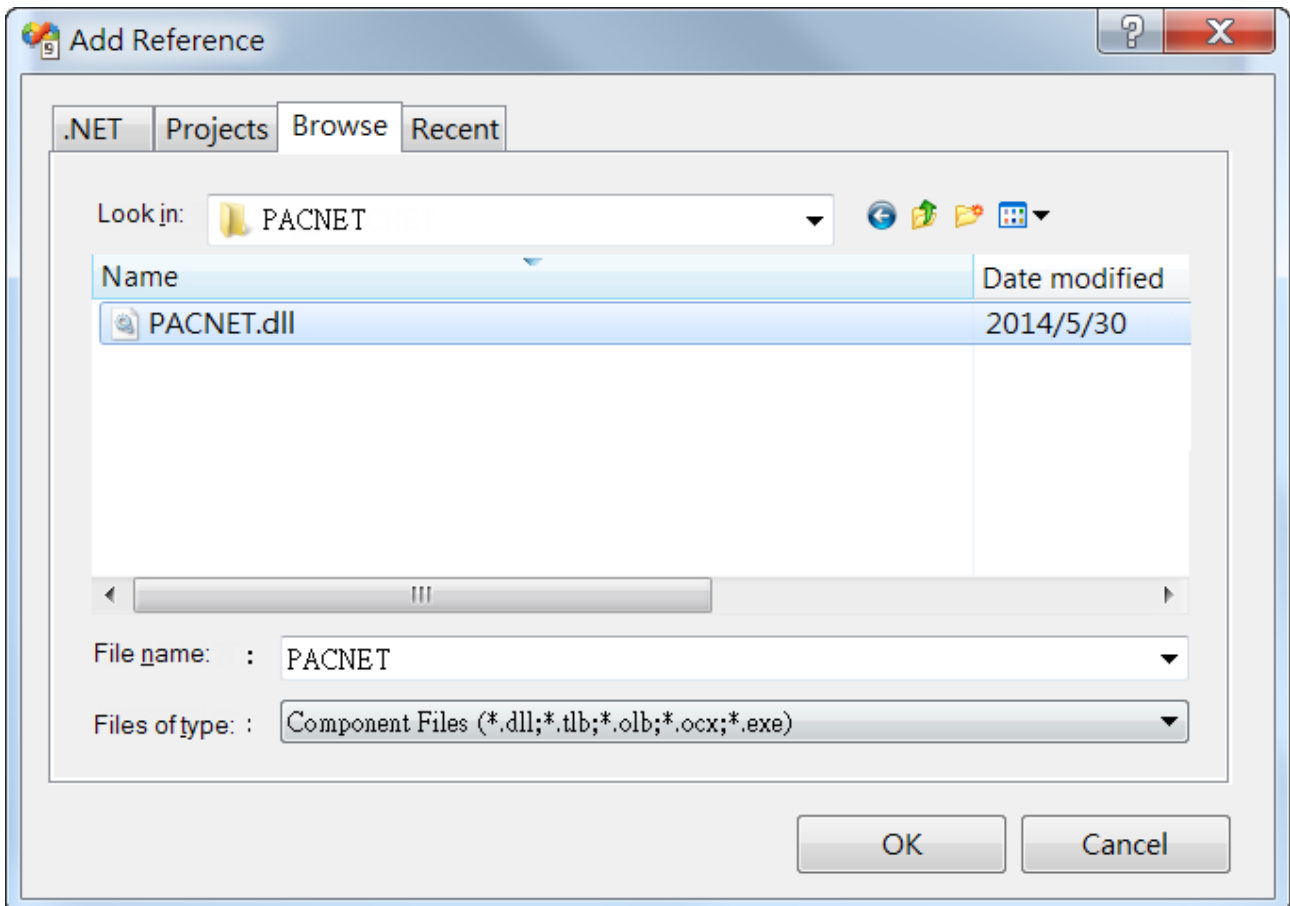 Add Reference
.NET Projects Browse Recent
Look in: PACNET
Name Date modified
PACNET.dll 2014/5/30
File name: : PACNET
Files of type: : Component Files (*.dll;*.tlb;*.olb;*.ocx;*.exe)
OK Cancel